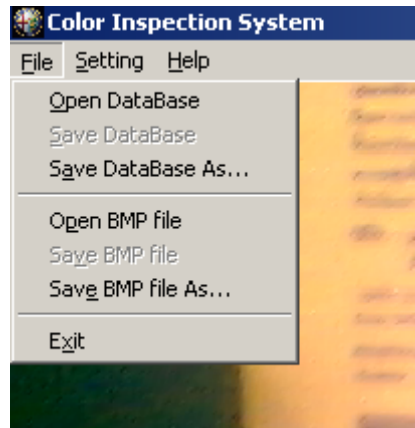 Color Inspection System
File Setting Help
Open DataBase
Save DataBase
Save DataBase As...
Open BMP file
Save BMP file
Save BMP file As...
Exit